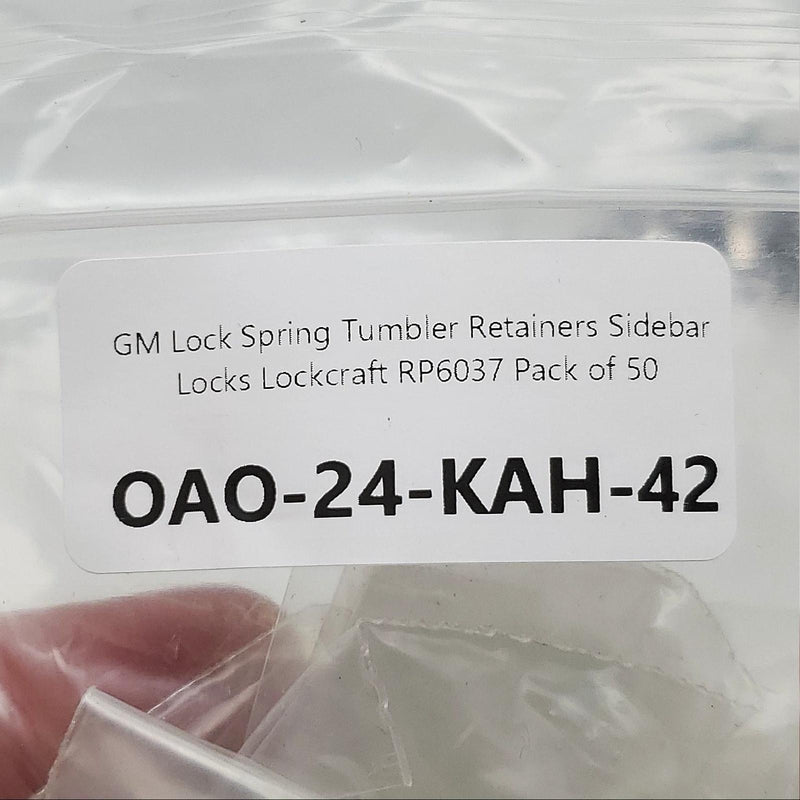 GM Lock Spring Tumbler Retainers Sidebar
Locks Lockcraft RP6037 Pack of 50
OAO-24-KAH-42